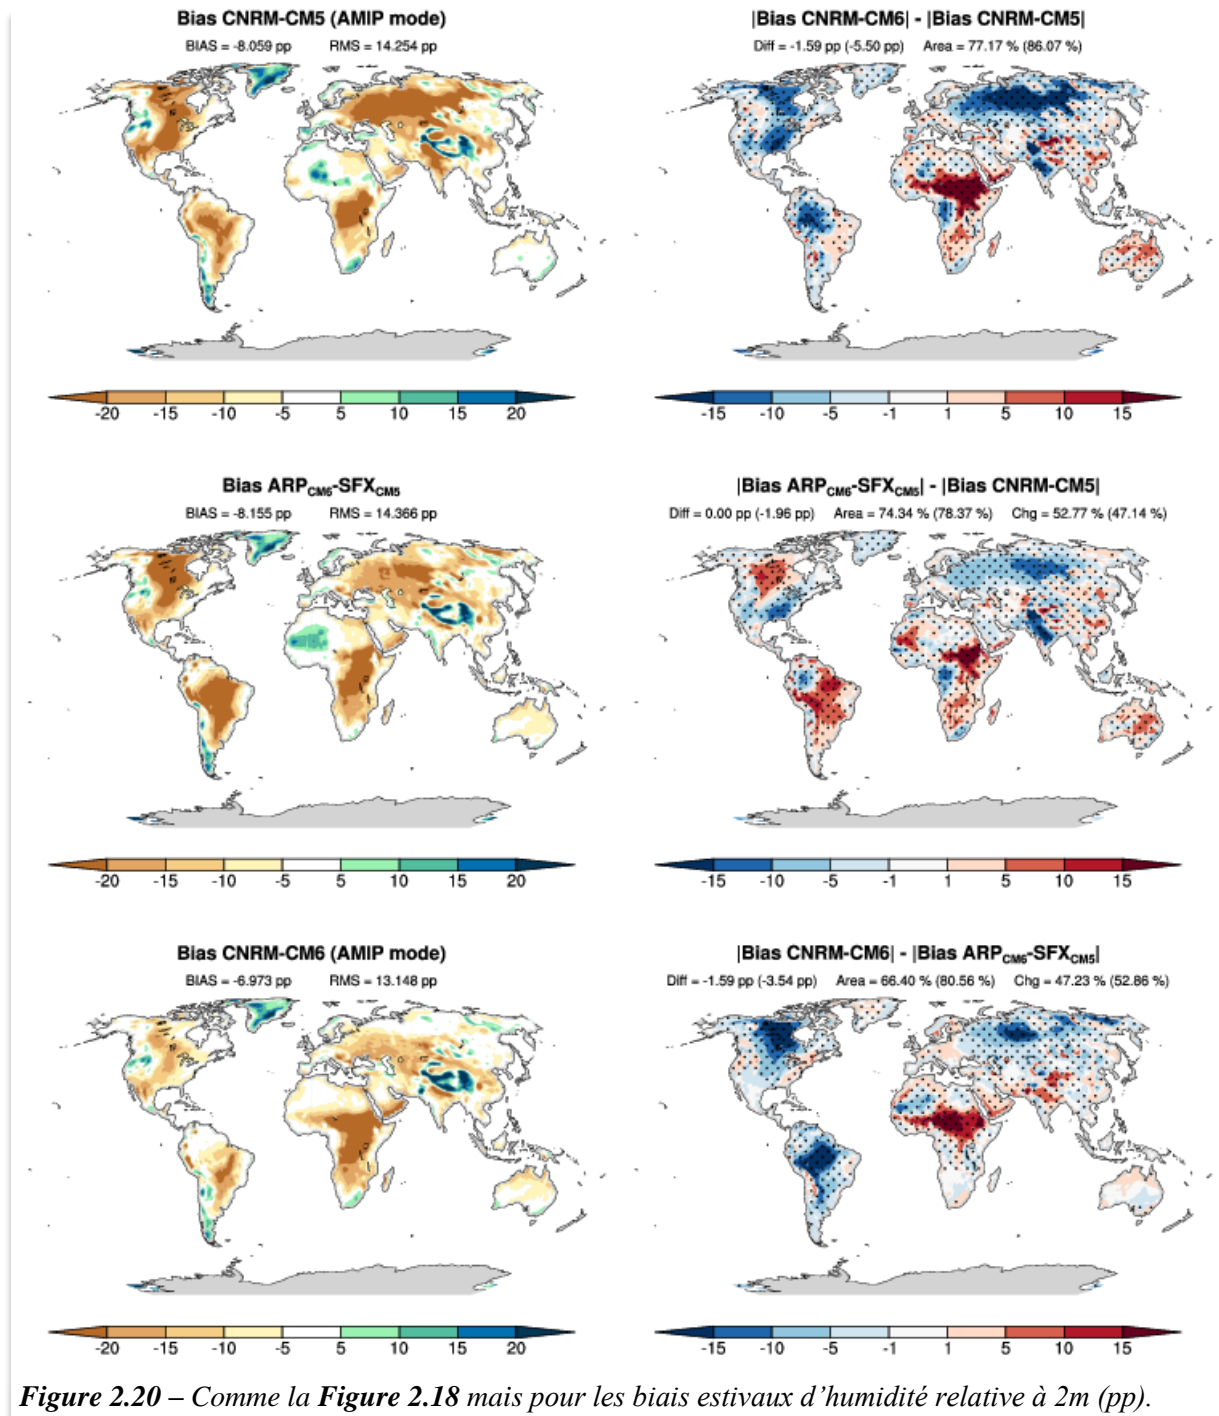 Bias CNRM-CM5 (AMIP mode)
BIAS = -8.059 pp RMS = 14.254 pp
-20 -15 -10 -5 5 10 15 20
|Bias CNRM-CM6| - |Bias CNRM-CM5|
Diff = -1.59 pp (-5.50 pp) Area = 77.17 % (86.07 %)
-15 -10 -5 -1 1 5 10 15
Bias ARPCM6-SFXCM5
BIAS = -8.155 pp RMS = 14.366 pp
-20 -15 -10 -5 5 10 15 20
|Bias ARPCM6-SFXCM5| - |Bias CNRM-CM5|
Diff = 0.00 pp (-1.96 pp) Area = 74.34 % (78.37 %) Chg = 52.77 % (47.14 %)
-15 -10 -5 -1 1 5 10 15
Bias CNRM-CM6 (AMIP mode)
BIAS = -6.973 pp RMS = 13.148 pp
-20 -15 -10 -5 5 10 15 20
|Bias CNRM-CM6| - |Bias ARPCM6-SFXCM5|
Diff = -1.59 pp (-3.54 pp) Area = 66.40 % (80.56 %) Chg = 47.23 % (52.86 %)
-15 -10 -5 -1 1 5 10 15
Figure 2.20 – Comme la Figure 2.18 mais pour les biais estivaux d'humidité relative à 2m (pp).